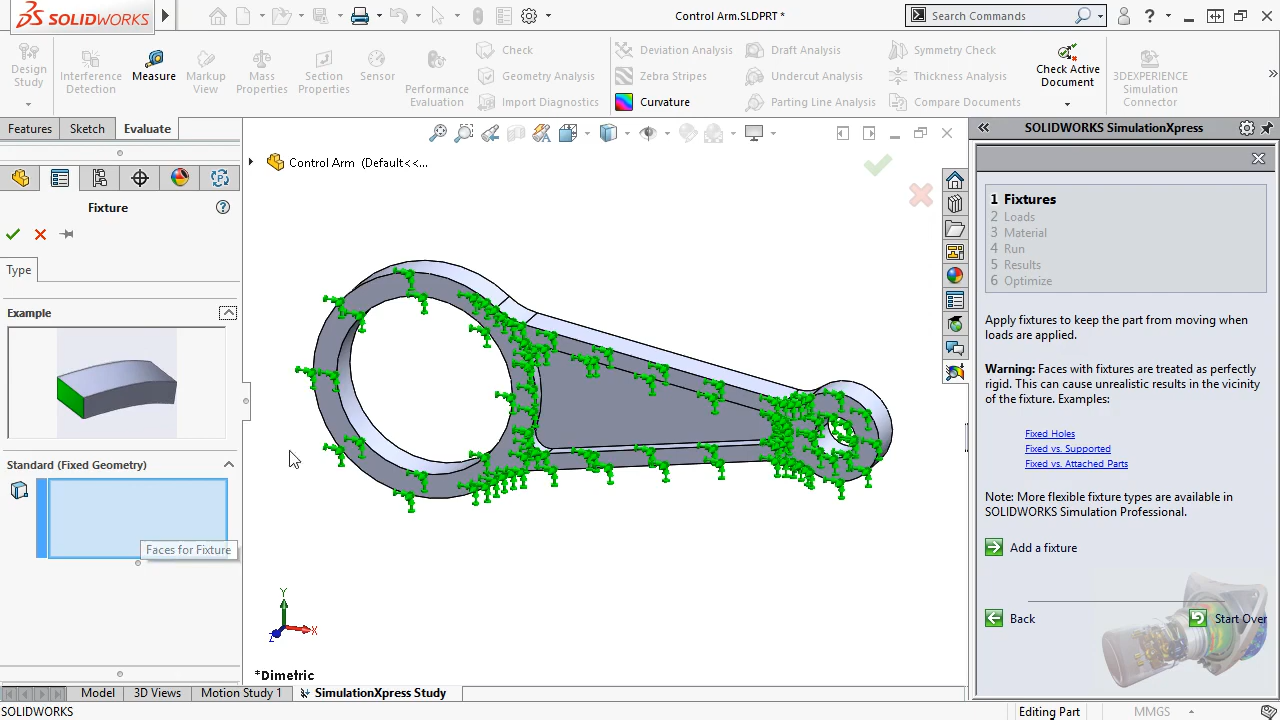 SOLIDWORKS
Control Arm.SLDPRT *
Search Commands
Design Study
Interference Detection
Measure
Markup View
Mass Properties
Section Properties
Sensor
Performance Evaluation
Check
Geometry Analysis
Import Diagnostics
Deviation Analysis
Zebra Stripes
Curvature
Draft Analysis
Undercut Analysis
Parting Line Analysis
Symmetry Check
Thickness Analysis
Compare Documents
Check Active Document
3DEXPERIENCE Simulation Connector
Features
Sketch
Evaluate
SOLIDWORKS SimulationXpress
Control Arm (Default<<...
Fixture
Type
Example
Standard (Fixed Geometry)
Faces for Fixture
Y
X
Z
*Dimetric
1 Fixtures
2 Loads
3 Material
4 Run
5 Results
6 Optimize
Apply fixtures to keep the part from moving when
loads are applied.
Warning: Faces with fixtures are treated as perfectly
rigid. This can cause unrealistic results in the vicinity
of the fixture. Examples:
Fixed Holes
Fixed vs. Supported
Fixed vs. Attached Parts
Note: More flexible fixture types are available in
SOLIDWORKS Simulation Professional.
Add a fixture
Back
Start Over
Model
3D Views
Motion Study 1
SimulationXpress Study
SOLIDWORKS
Editing Part
MMGS